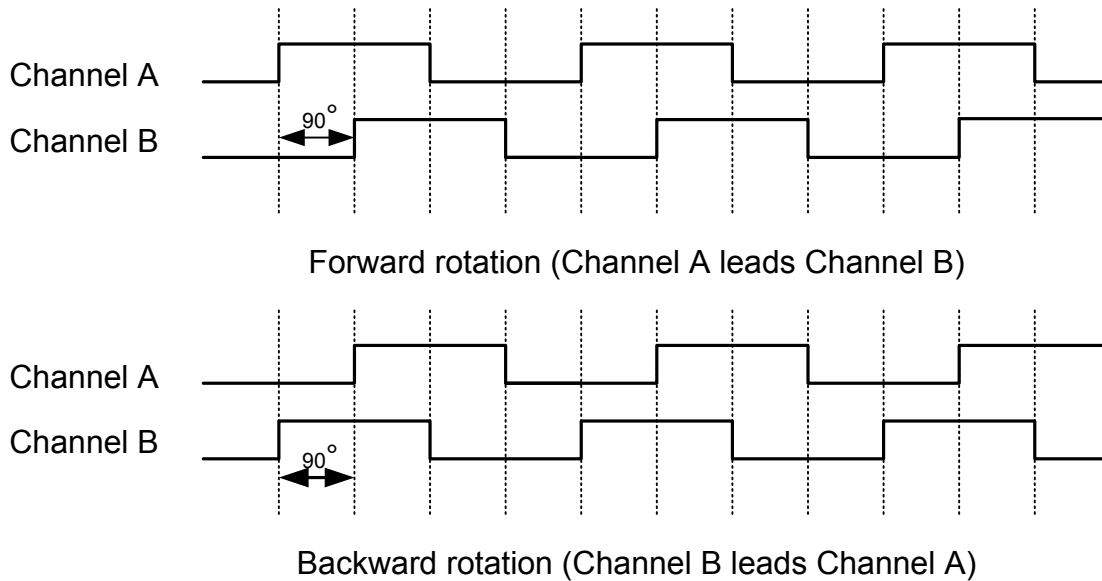 Channel A
90°
Channel B
Forward rotation (Channel A leads Channel B)
Channel A
Channel B
90°
Backward rotation (Channel B leads Channel A)